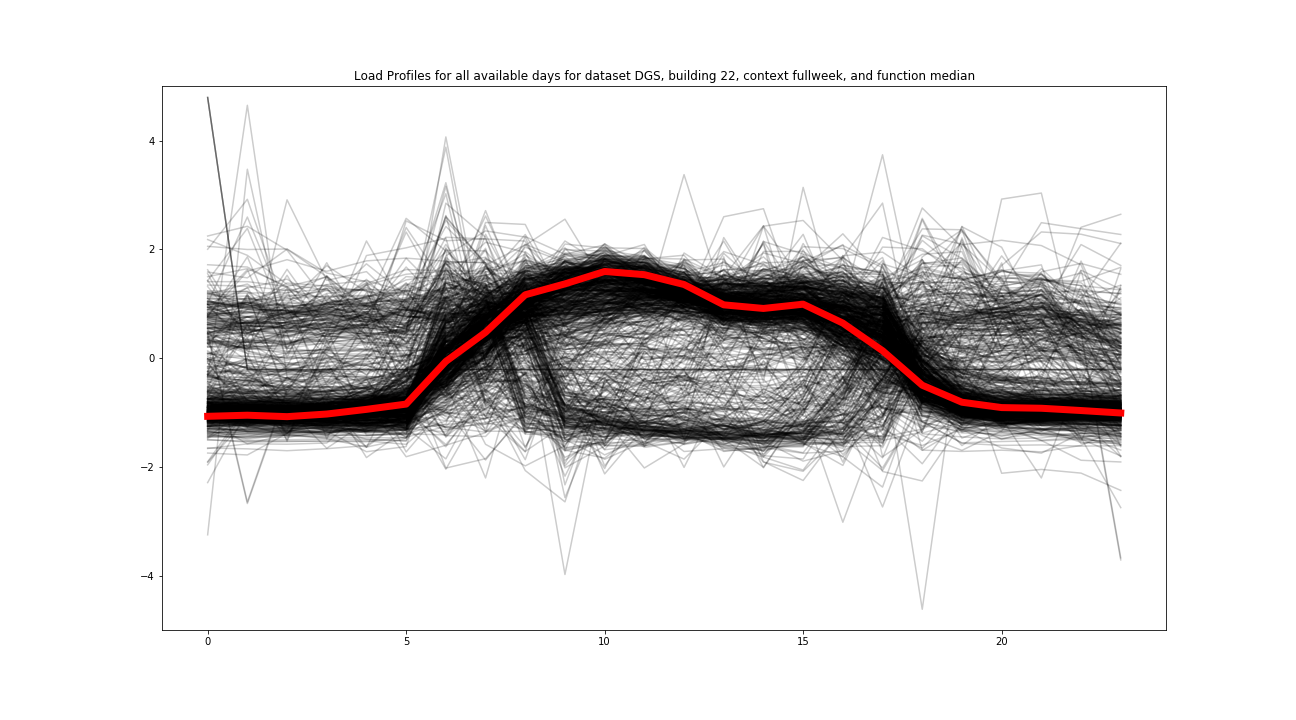 Load Profiles for all available days for dataset DGS, building 22, context fullweek, and function median
4
2
0
−2
−4
0 5 10 15 20